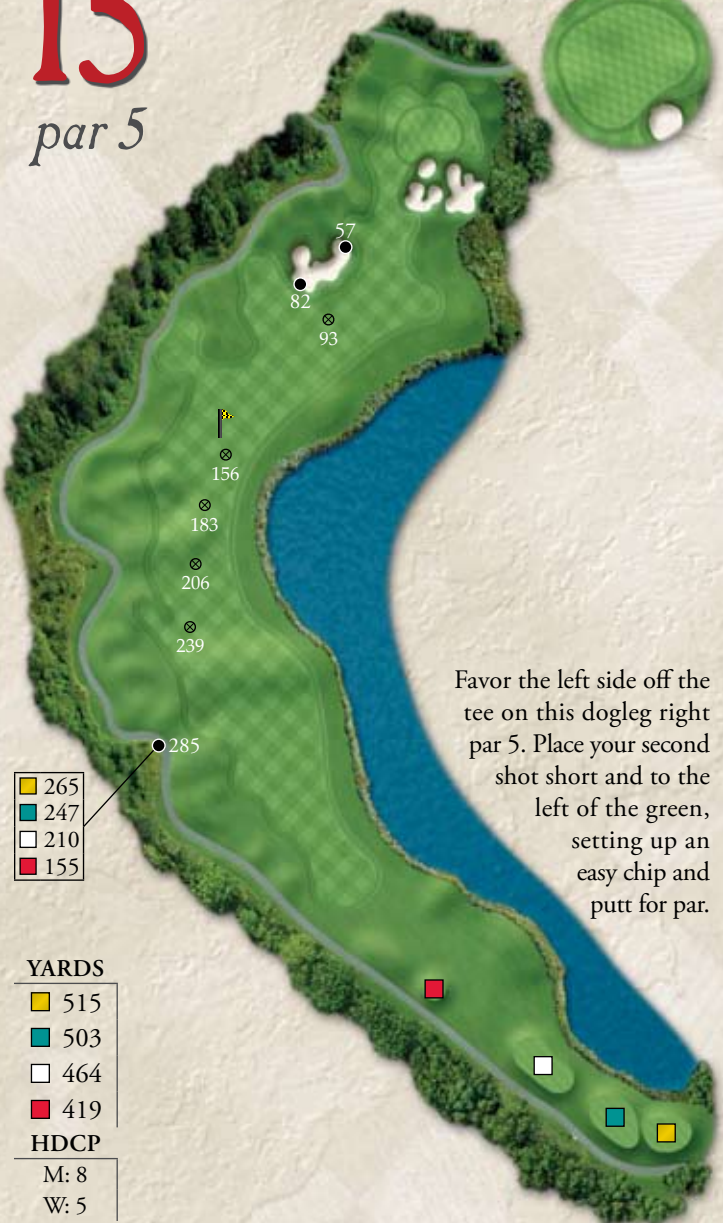 15
par 5
57
82
93
156
183
206
239
285
265
247
210
155
Favor the left side off the
tee on this dogleg right
par 5. Place your second
shot short and to the
left of the green,
setting up an
easy chip and
putt for par.
YARDS
515
503
464
419
HDCP
M: 8
W: 5